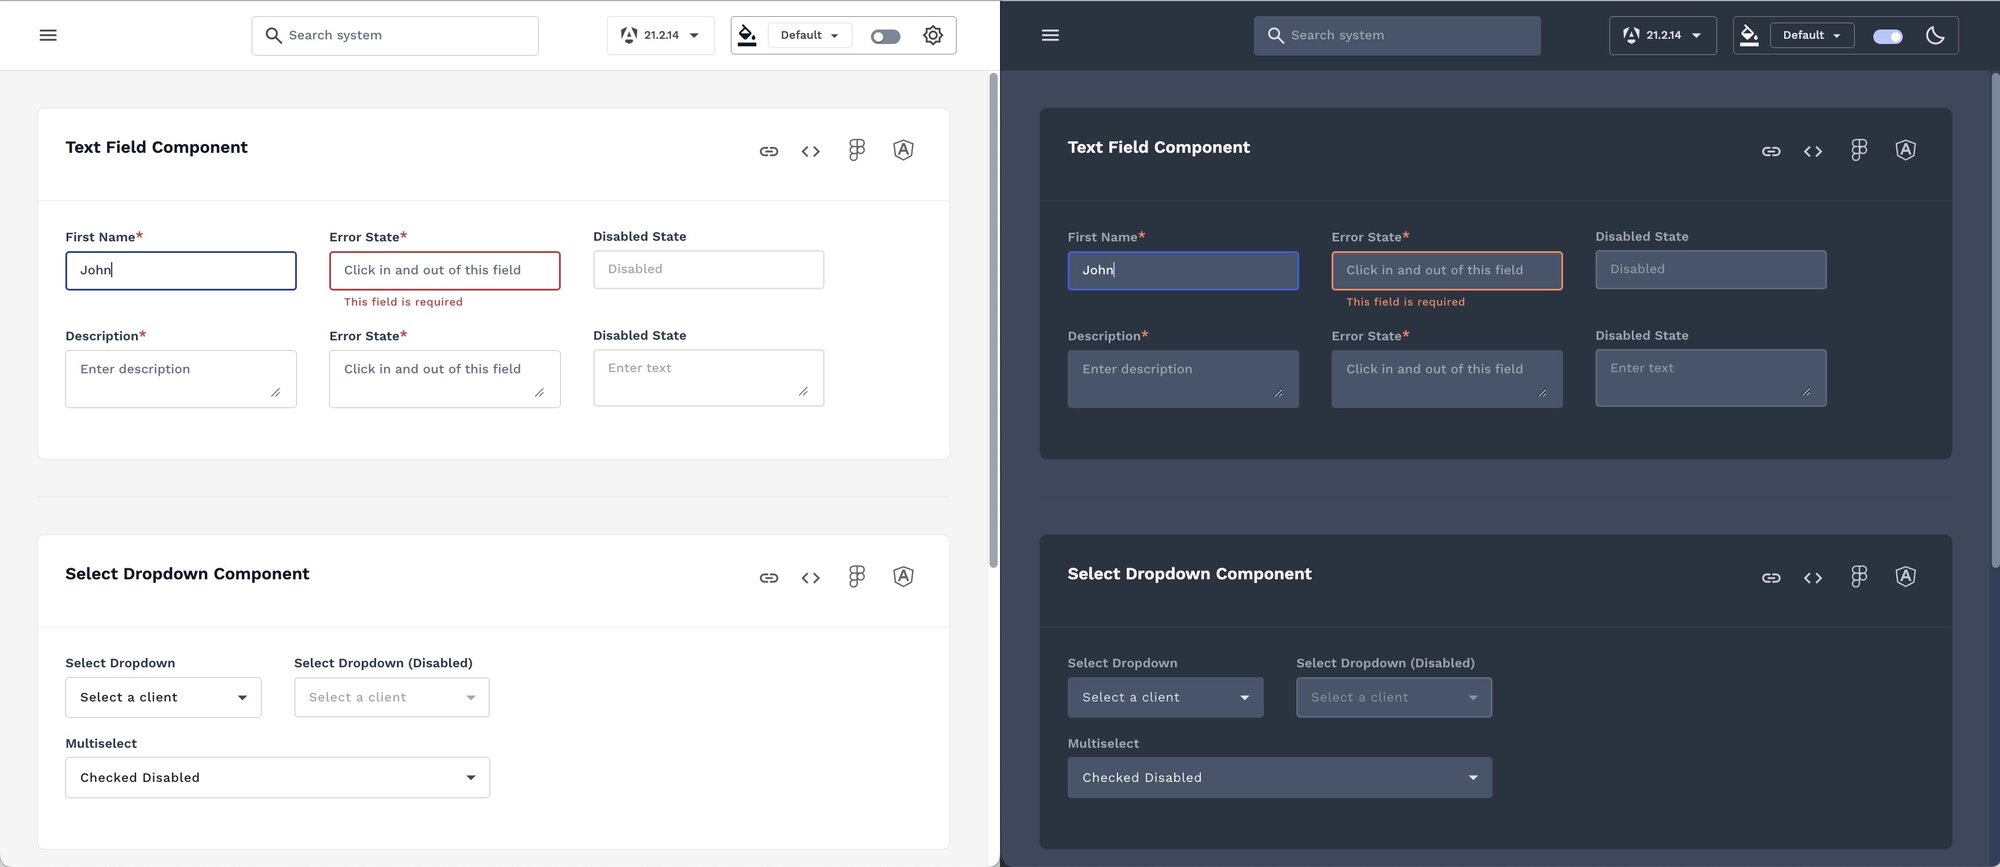 Search system
21.2.14
Default
Text Field Component
First Name*
Error State*
Disabled State
John
Click in and out of this field
Disabled
This field is required
Description*
Error State*
Disabled State
Enter description
Click in and out of this field
Enter text
Select Dropdown Component
Select Dropdown
Select Dropdown (Disabled)
Select a client
Select a client
Multiselect
Checked Disabled
Search system
21.2.14
Default
Text Field Component
First Name*
Error State*
Disabled State
John
Click in and out of this field
Disabled
This field is required
Description*
Error State*
Disabled State
Enter description
Click in and out of this field
Enter text
Select Dropdown Component
Select Dropdown
Select Dropdown (Disabled)
Select a client
Select a client
Multiselect
Checked Disabled